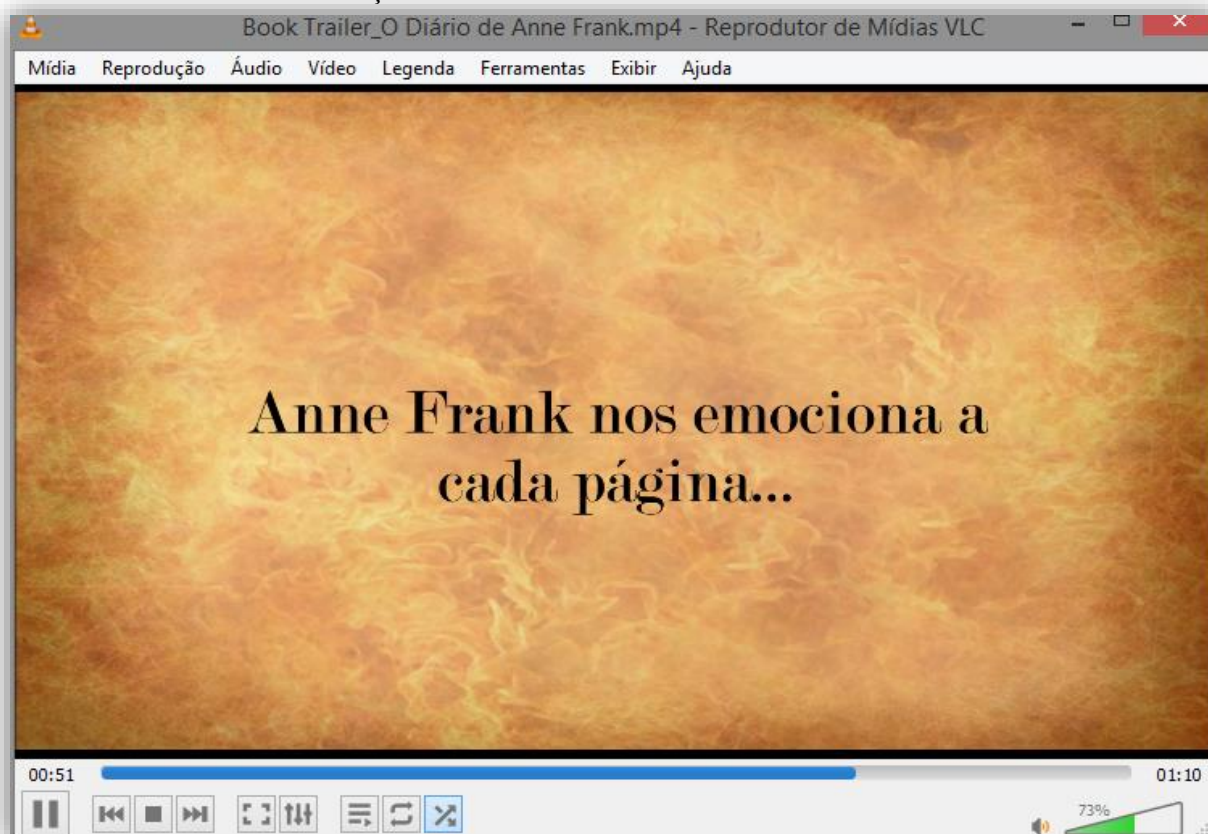 Book Trailer_O Diário de Anne Frank.mp4 - Reprodutor de Mídias VLC
Mídia Reprodução Áudio Vídeo Legenda Ferramentas Exibir Ajuda
Anne Frank nos emociona a
cada página...
00:51 01:10
73%